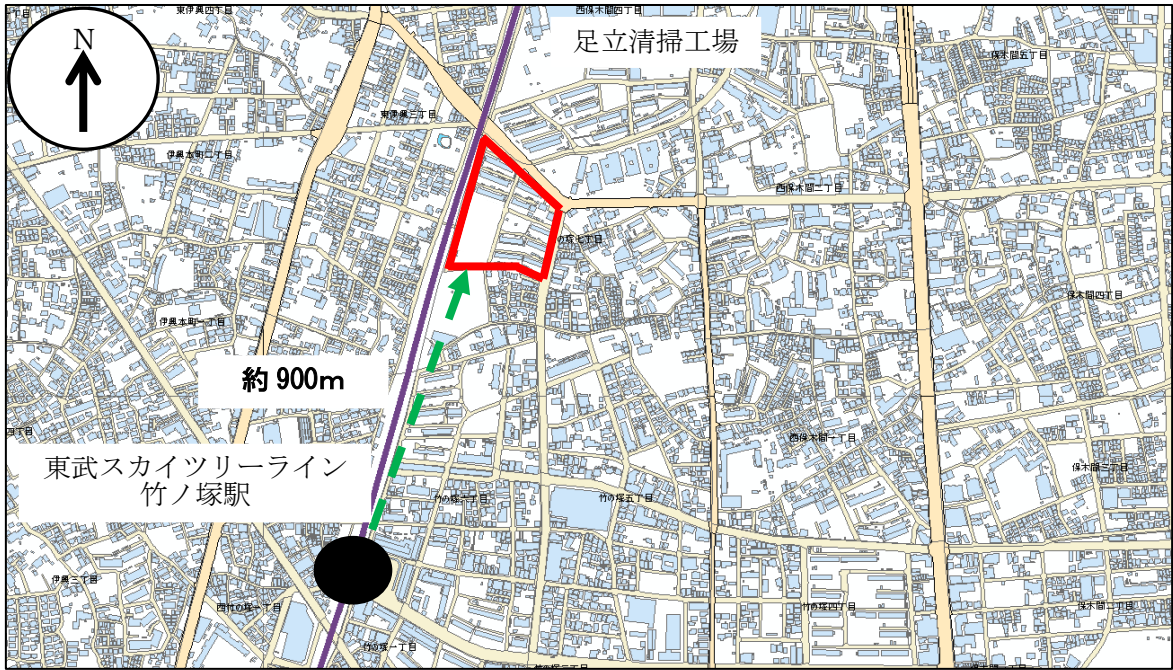 東伊興四丁目
西保木間四丁目
足立清掃工場
N
保木間五丁目
東伊興三丁目
伊興本町二丁目
西保木間二丁目
の塚七丁目
保木間四丁目
伊興本町一丁目
約 900m
四丁目
西保木間一丁目
東武スカイツリーライン
竹ノ塚駅
保木間三丁目
竹の塚六丁目
竹の塚五丁目
伊興三丁目
西竹の塚一丁目
竹の塚四丁目
保木間二丁目
竹の塚一丁目